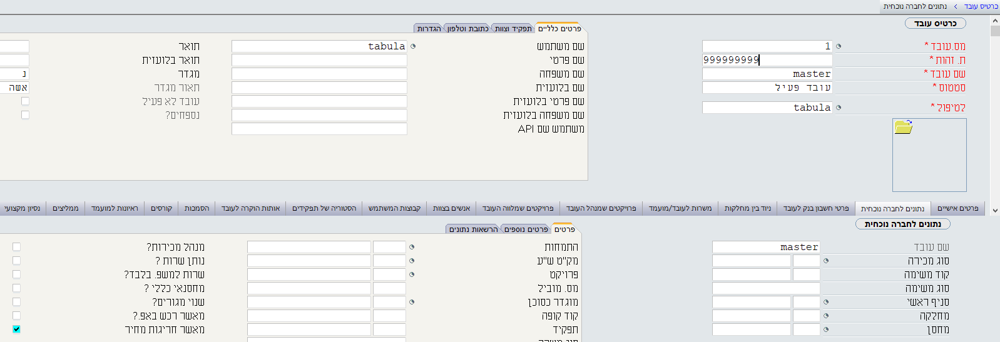 כרטיס עובד > נתונים לחברה נוכחית
כרטיס עובד
מס.עובד * 1
ת. זהות * 999999999
שם עובד * master
סטטוס * עובד פעיל
לטיפול * tabula
פרטים כלליים תפקיד וצוות כתובת וטלפון הגדרות
שם משתמש tabula תואר
שם פרטי תואר בלועזית
שם משפחה מגדר נ
שם בלועזית תאור מגדר אשה
שם פרטי בלועזית עובד לא פעיל
שם משפחה בלועזית נספחים?
משתמש שם API
פרטים אישיים נתונים לחברה נוכחית פרטי חשבון בנק לעובד ניוד בין מחלקות משרות לעובד/מועמד פרויקטים שמנהל העובד פרויקטים שמלווה העובד אנשים בצוות קבוצות המשתמש הסטוריה של תפקידים אותות הוקרה לעובד הסמכות קורסים ראיונות למועמד ממליצים נסיון מקצועי
נתונים לחברה נוכחית
שם עובד master
סוג מכירה
קוד משימה
סוג משימה
סניף ראשי
מחלקה
מחסן
פרטים פרטים נוספים הרשאות נתונים
התמחות מנהל מכירות?
מק"ט ש"ע נותן שרות ?
פרויקט שרות למשפ. בלבד?
מס. מוביל מחסנאי כללי ?
מוגדר כסוכן שנוי מגורים?
קוד קופה מאשר רכש באפ.?
תפקיד מאשר חריגות מחיר